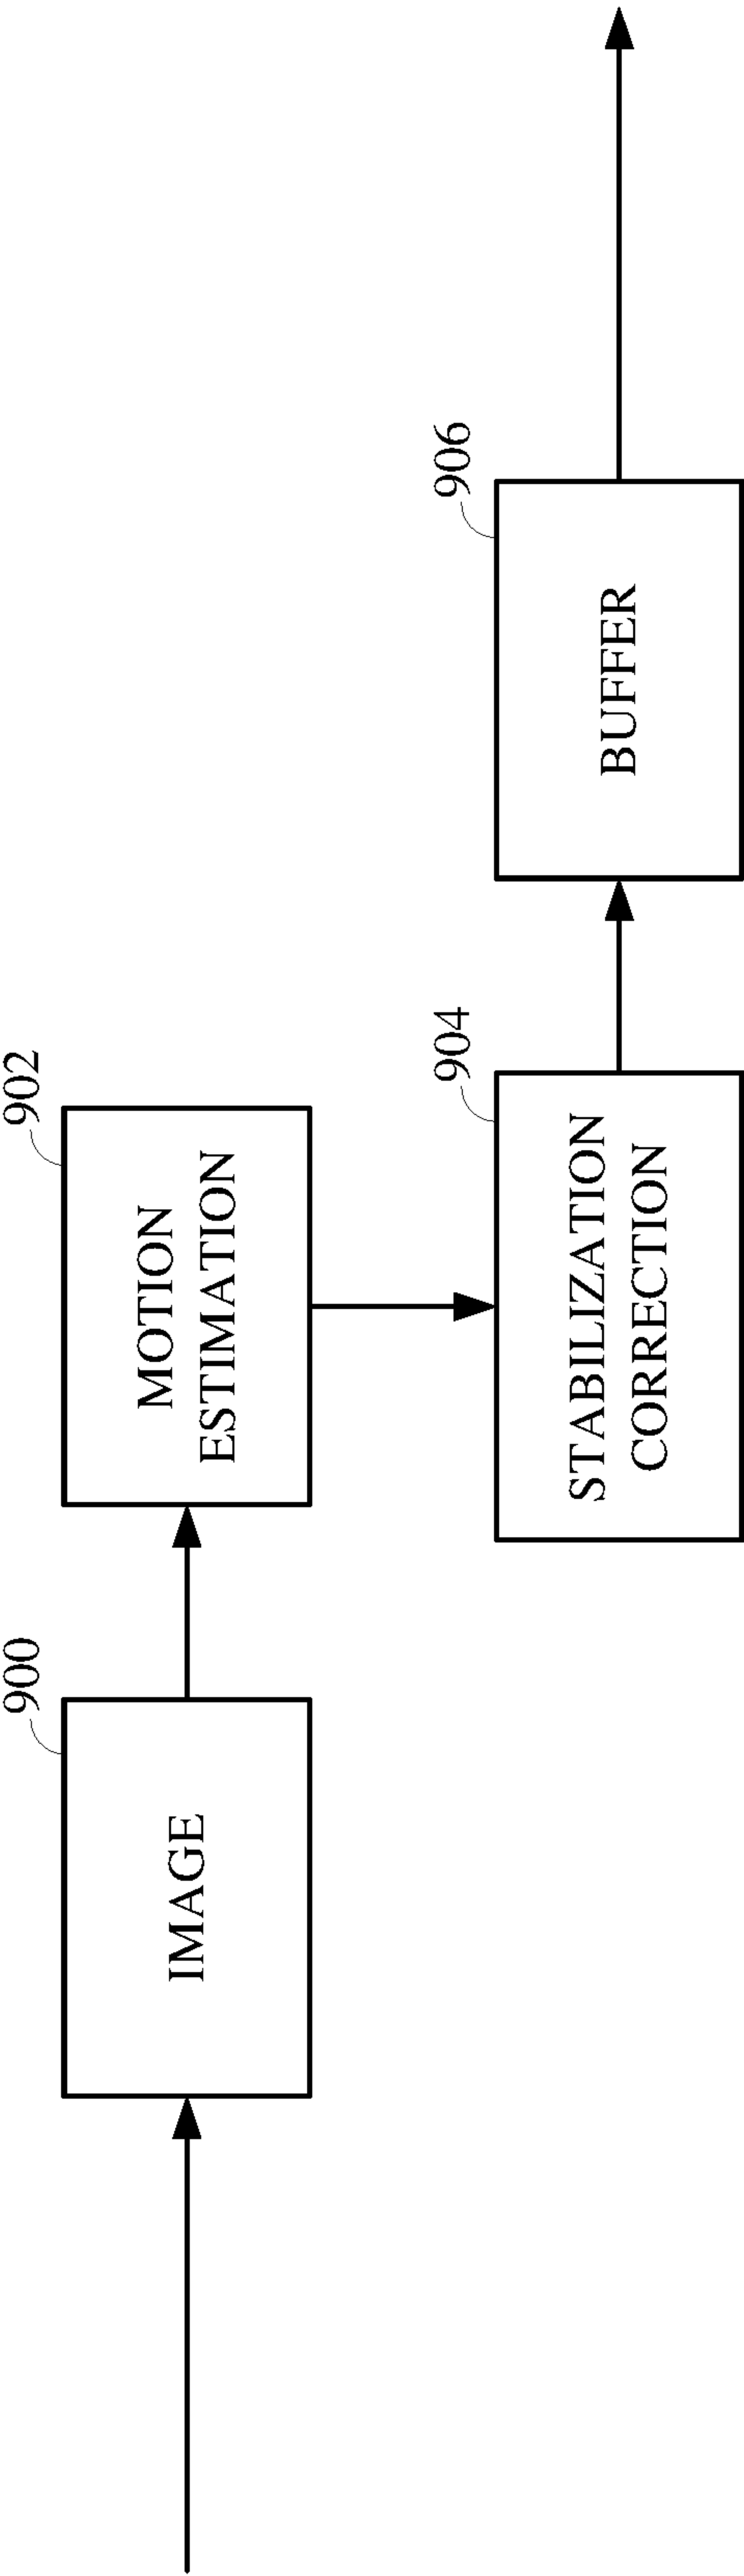 900
IMAGE
902
MOTION
ESTIMATION
904
STABILIZATION
CORRECTION
906
BUFFER